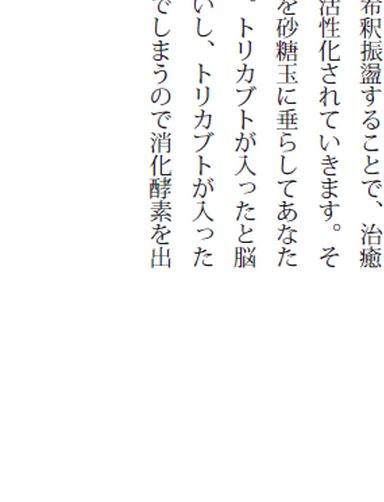 希釈振盪することで、治癒
活性化されていきます。そ
を砂糖玉に垂らしてあなた
。トリカブトが入ったと脳
いし、トリカブトが入った
でしまうので消化酵素を出